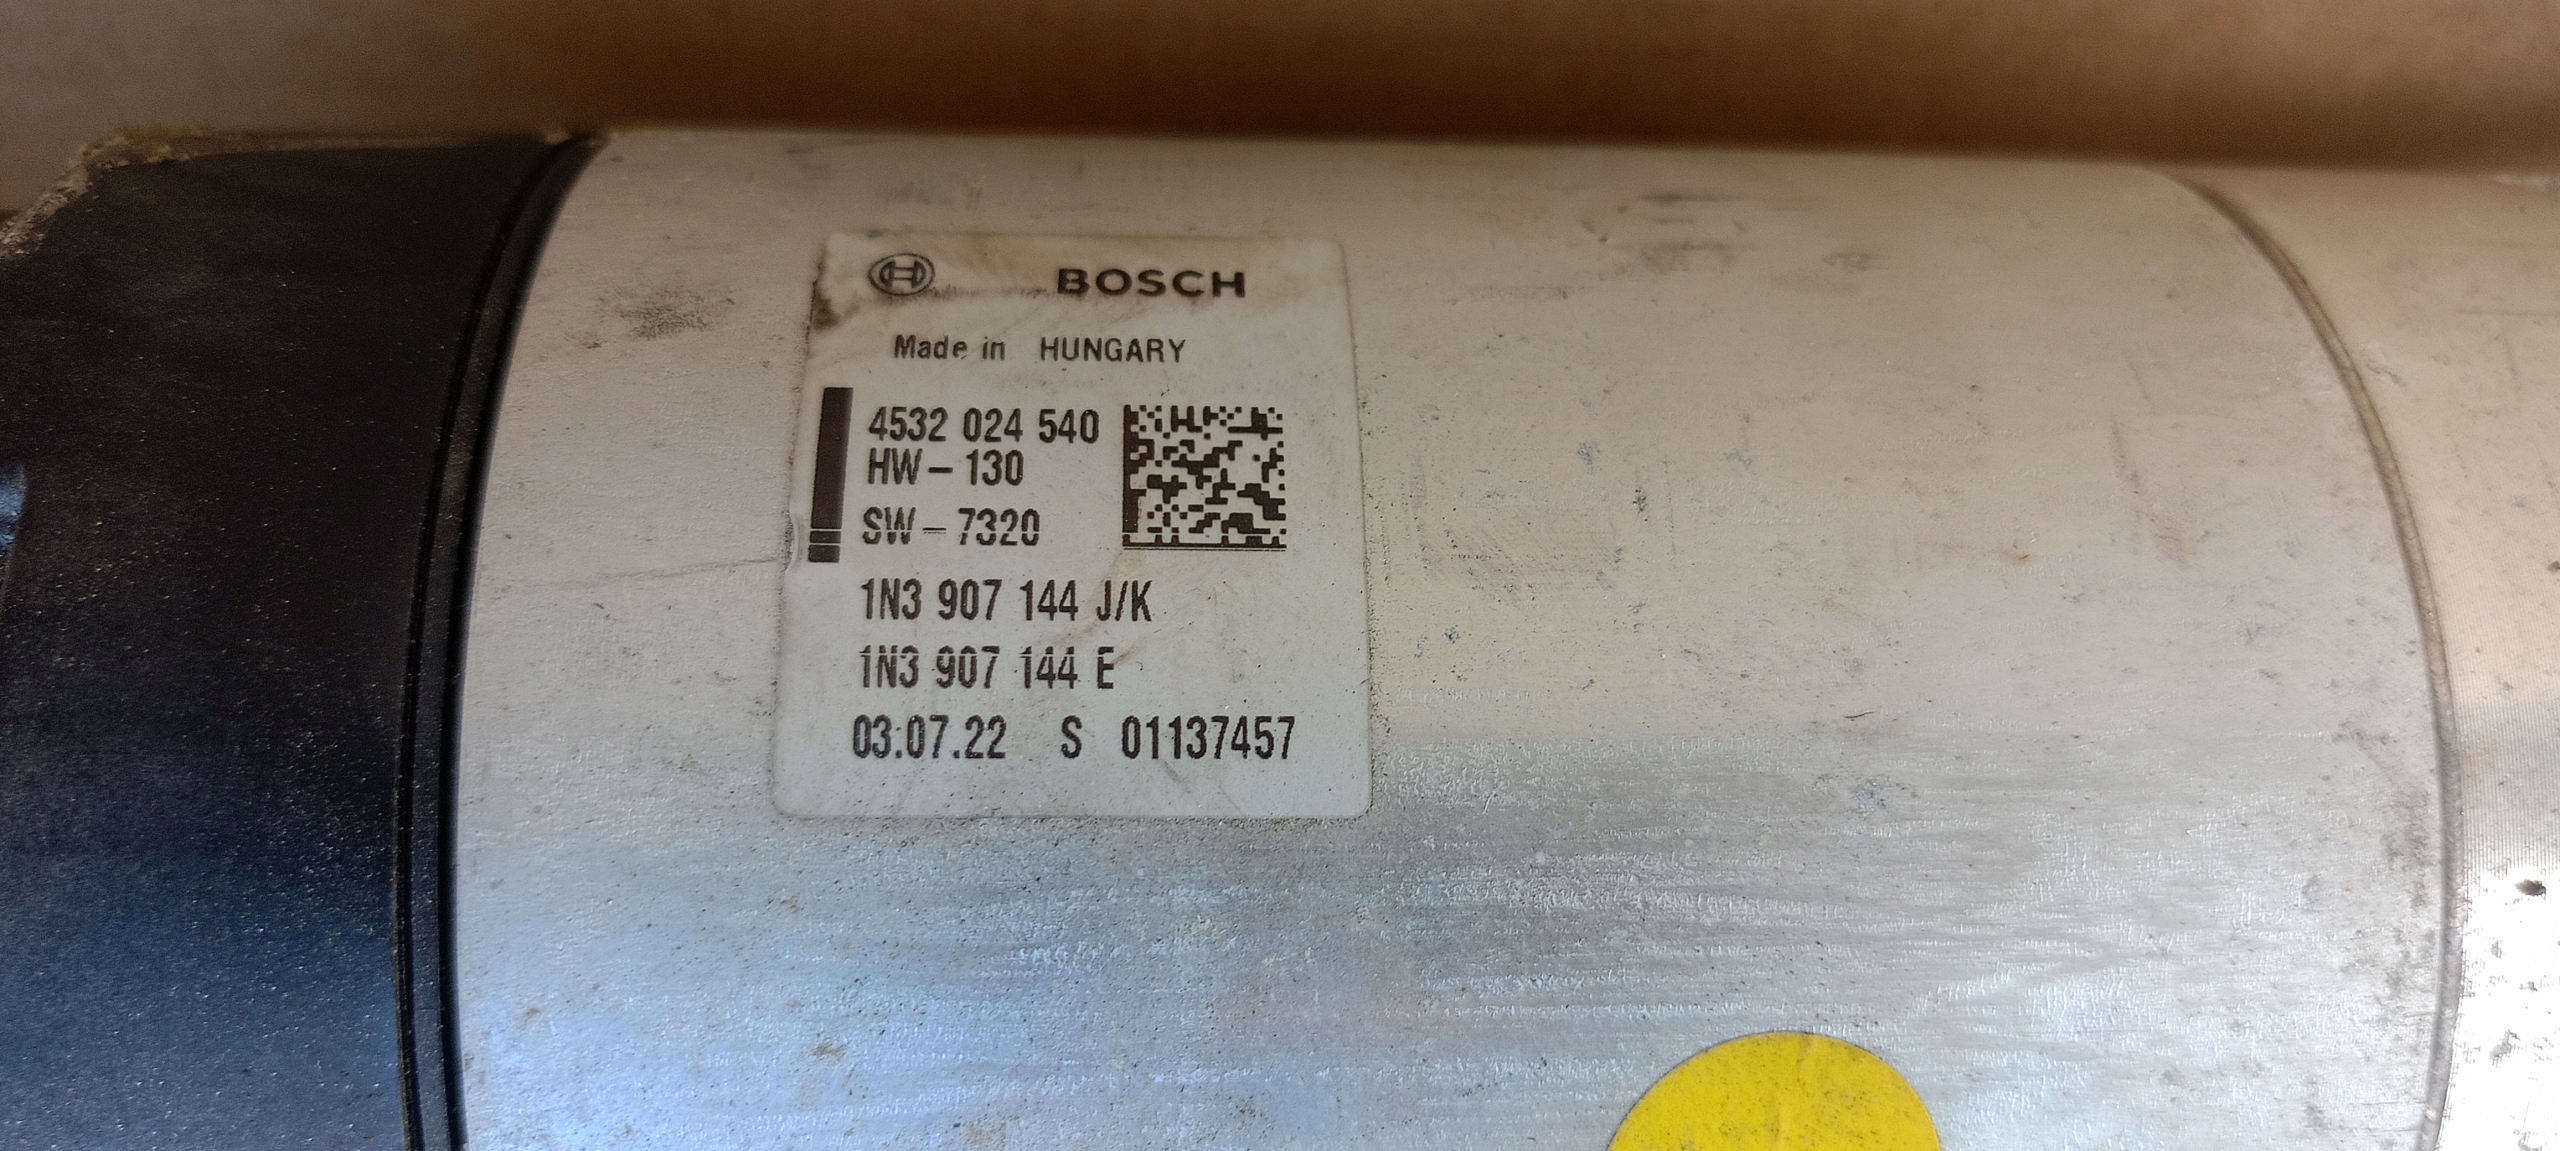 BOSCH
Made in HUNGARY
4532 024 540
HW - 130
SW - 7320
1N3 907 144 J/K
1N3 907 144 E
03.07.22 S 01137457